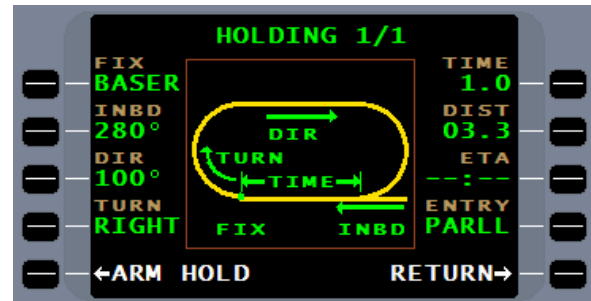 HOLDING 1/1
FIX TIME
BASER 1.0
INBD DIST
280° DIR 03.3
DIR TURN ETA
100° TIME --:--
TURN ENTRY
RIGHT FIX INBD PARLL
←ARM HOLD RETURN→